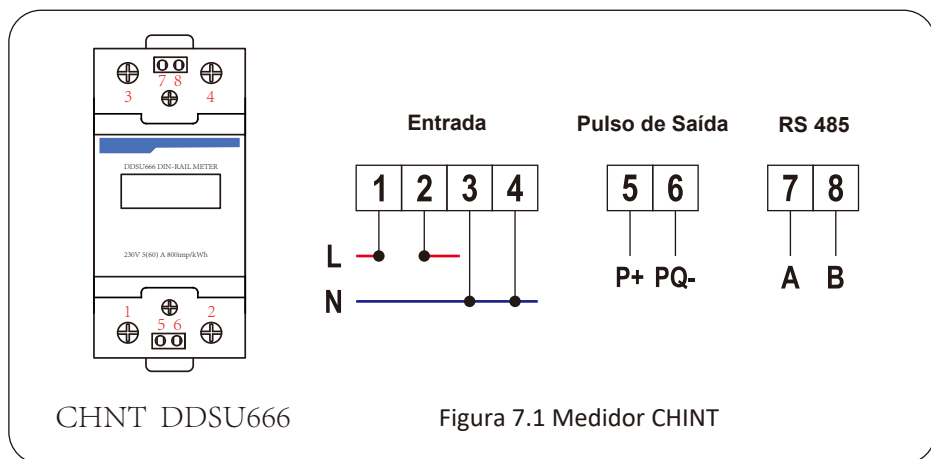 7 8
3 4
DDSU666 DIN-RAIL METER
230V 5(60) A 800imp/kWh
1 2
5 6
CHNT DDSU666
Entrada
1 2 3 4
L
N
Pulso de Saída
5 6
P+ PQ-
RS 485
7 8
A B
Figura 7.1 Medidor CHINT